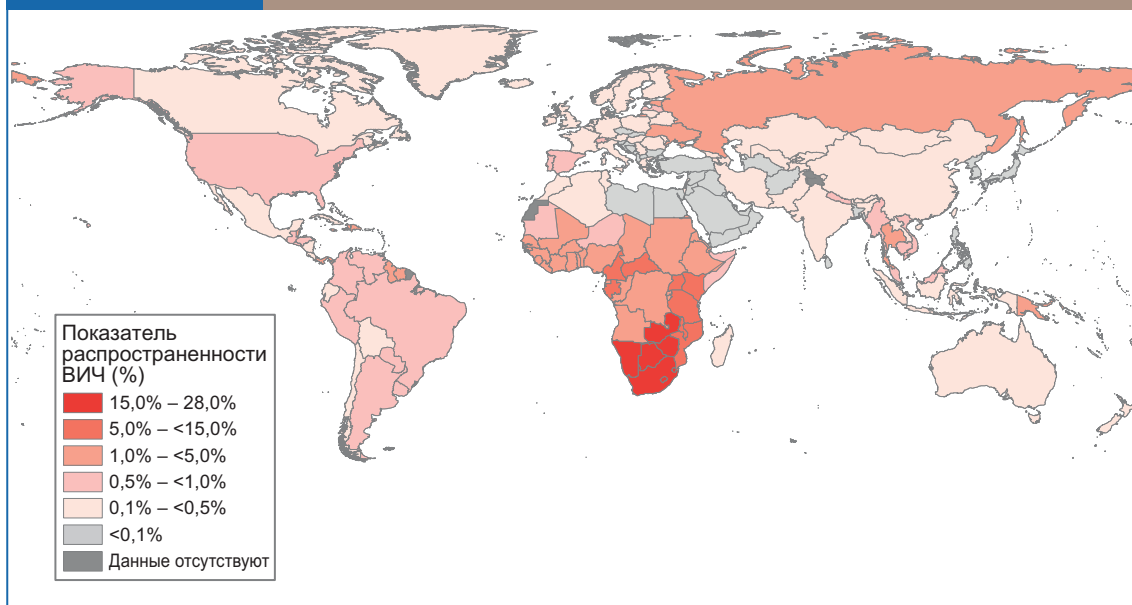 Показатель
распространенности
ВИЧ (%)
15,0% – 28,0%
5,0% – <15,0%
1,0% – <5,0%
0,5% – <1,0%
0,1% – <0,5%
<0,1%
Данные отсутствуют